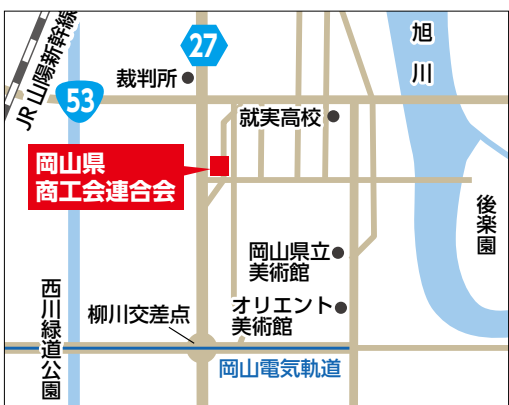 JR山陽新幹線
27
旭
川
裁判所
53
就実高校
岡山県
商工会連合会
後楽園
岡山県立
美術館
オリエント
美術館
西川緑道公園
柳川交差点
岡山電気軌道